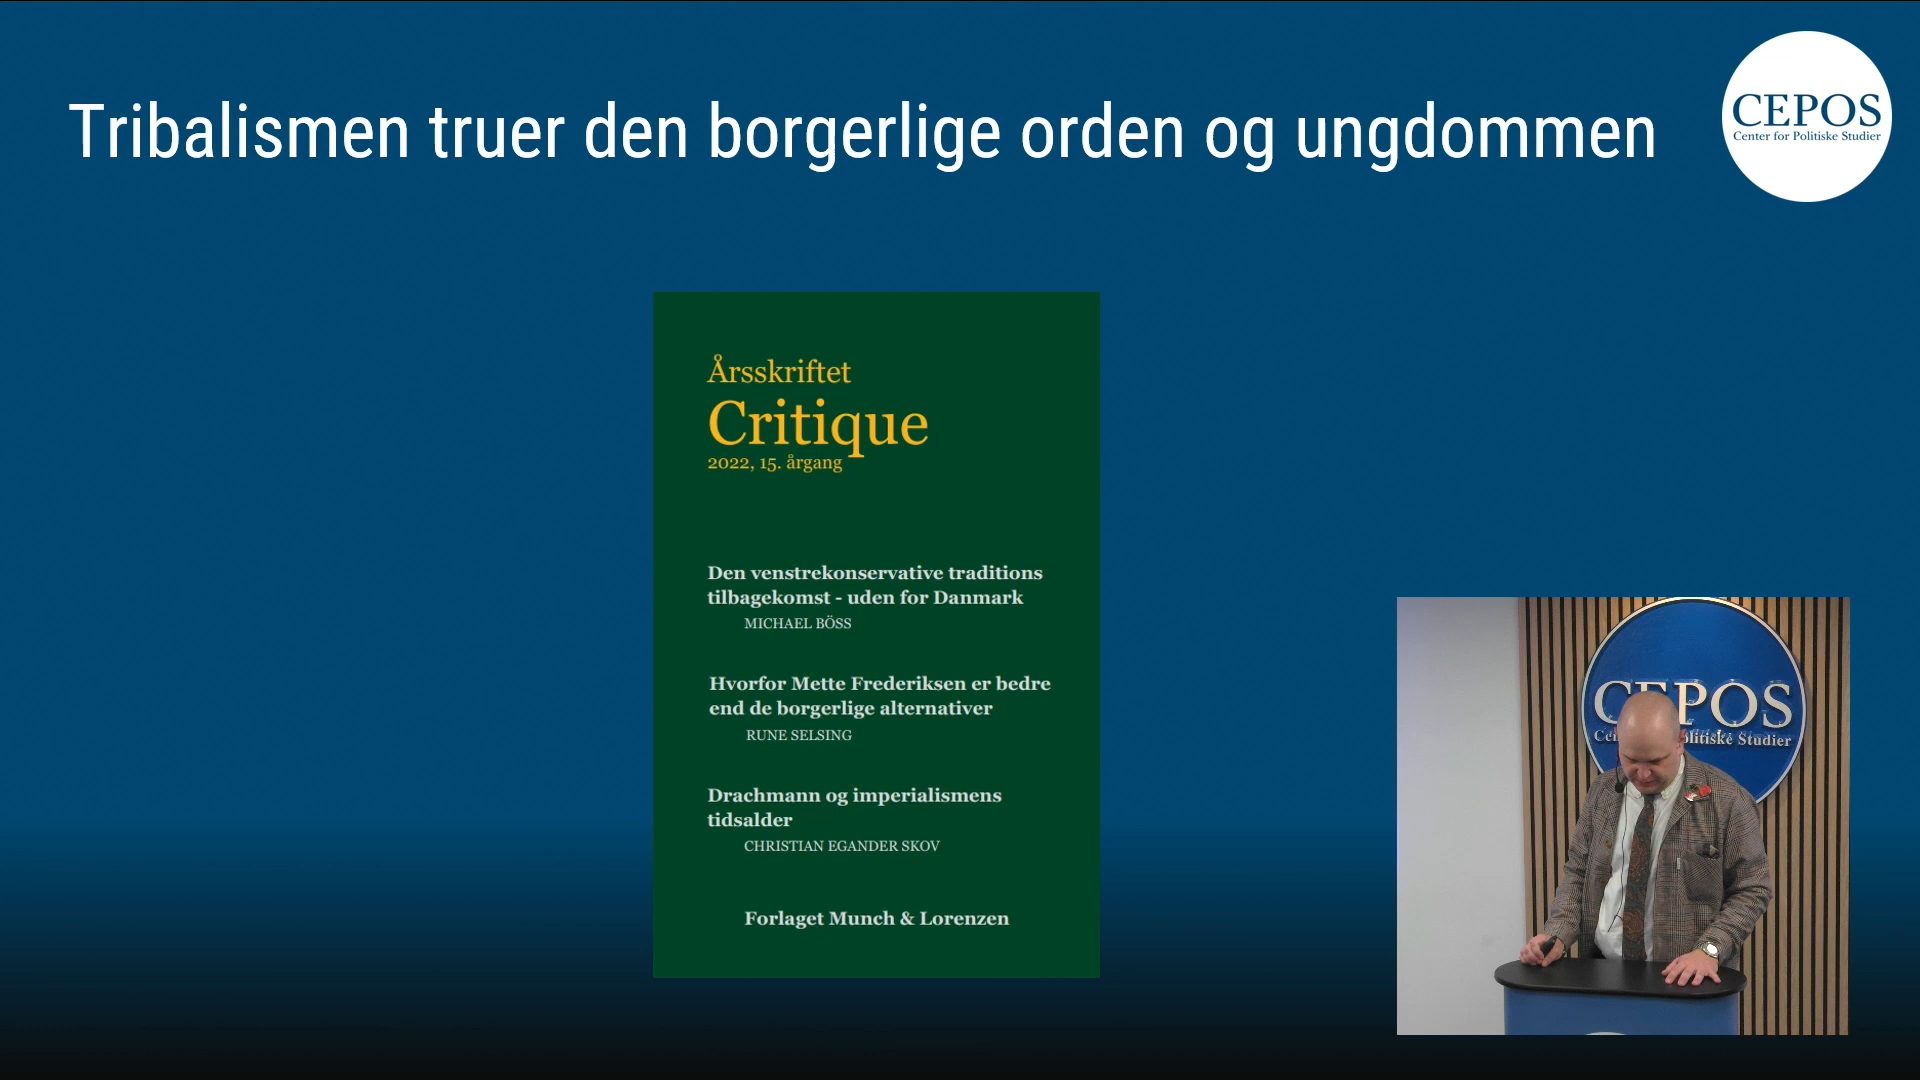 Tribalismen truer den borgerlige orden og ungdommen
CEPOS
Center for Politiske Studier
Årsskriftet
Critique
2022, 15. årgang
Den venstrekonservative traditions
tilbagekomst - uden for Danmark
MICHAEL BÖSS
Hvorfor Mette Frederiksen er bedre
end de borgerlige alternativer
RUNE SELSING
Drachmann og imperialismens
tidsalder
CHRISTIAN EGANDER SKOV
Forlaget Munch & Lorenzen
CEPOS
Studier